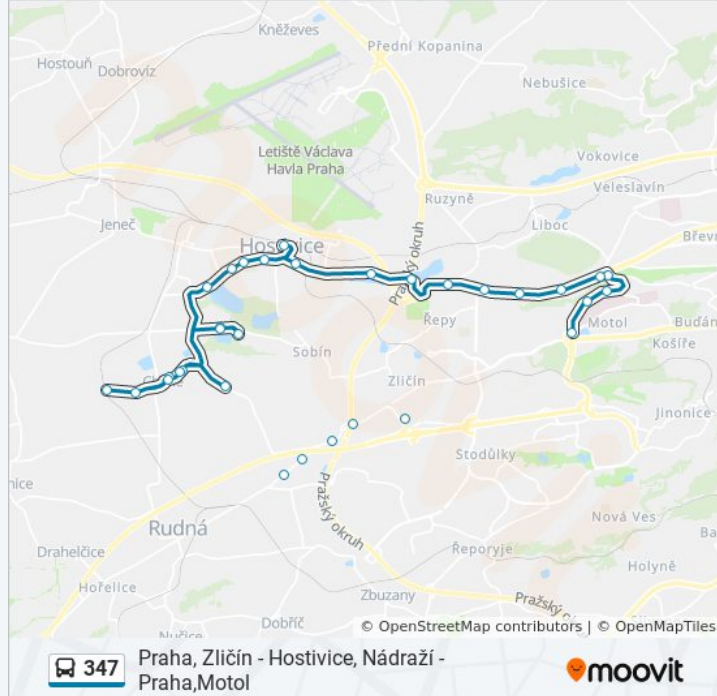 Kněževes
Přední Kopanina
Hostouň
Dobrovíz
Nebušice
Letiště Václava
Havla Praha
Vokovice
Veleslavín
Ruzyně
Liboc
Jeneč
Hostivice
Břevn
Pražský okruh
Řepy
Motol
Buďán
Košíře
Sobín
Zličín
Jinonice
Stodůlky
nice
Pražský okruh
Nová Ves
Rudná
Ba
Drahelčice
Řeporyje
Holyně
Hořelice
Zbuzany
Pražský
Dobříč
Nučice
© OpenStreetMap contributors | © OpenMapTiles
347
Praha, Zličín - Hostivice, Nádraží -
Praha,Motol
moovit